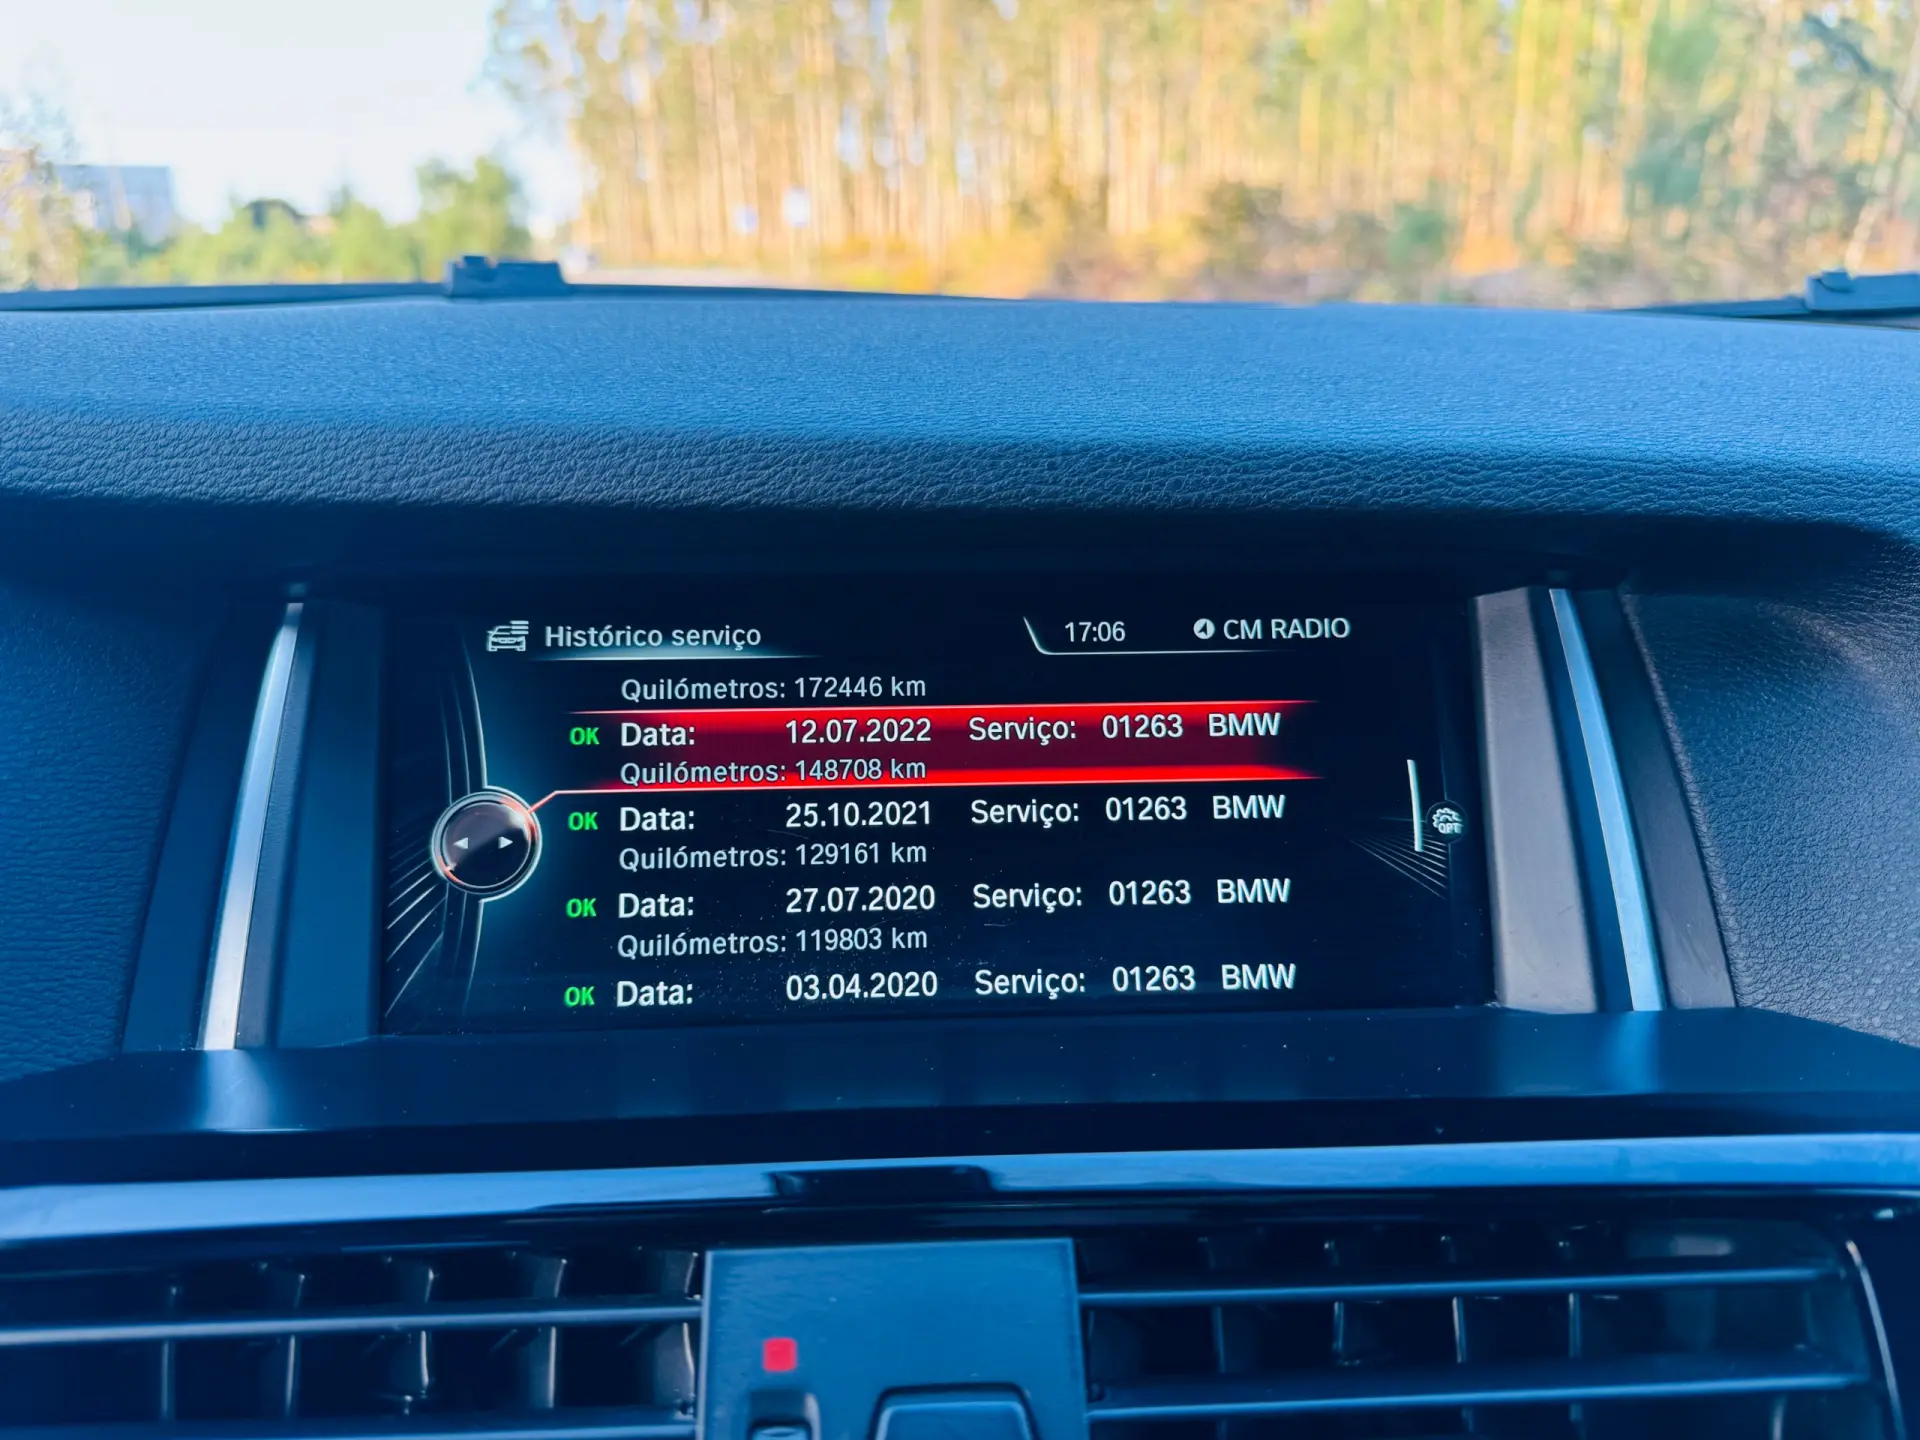 Histórico serviço 17:06 CM RADIO
Quilómetros: 172446 km
OK Data: 12.07.2022 Serviço: 01263 BMW
Quilómetros: 148708 km
OK Data: 25.10.2021 Serviço: 01263 BMW
Quilómetros: 129161 km
OPT
OK Data: 27.07.2020 Serviço: 01263 BMW
Quilómetros: 119803 km
OK Data: 03.04.2020 Serviço: 01263 BMW